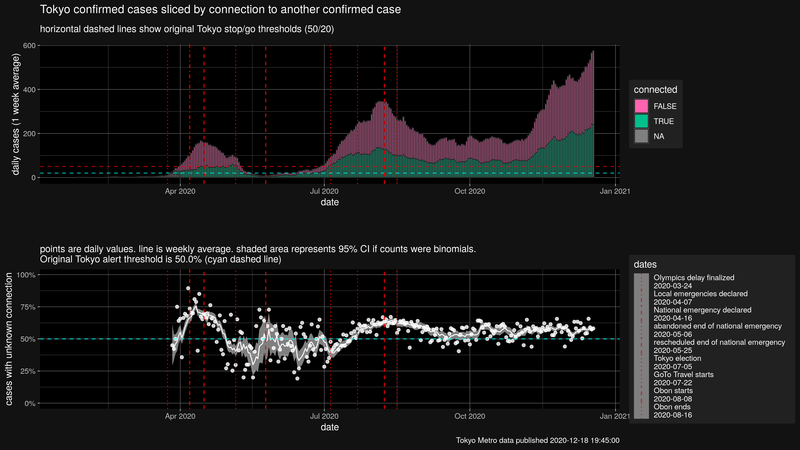 Tokyo confirmed cases sliced by connection to another confirmed case
horizontal dashed lines show original Tokyo stop/go thresholds (50/20)
daily cases (1 week average)
600
400
200
0
Apr 2020
Jul 2020
Oct 2020
Jan 2021
date
connected
FALSE
TRUE
NA
points are daily values. line is weekly average. shaded area represents 95% CI if counts were binomials.
Original Tokyo alert threshold is 50.0% (cyan dashed line)
cases with unknown connection
100%
75%
50%
25%
0%
Apr 2020
Jul 2020
Oct 2020
Jan 2021
date
dates
Olympics delay finalized
2020-03-24
Local emergencies declared
2020-04-07
National emergency declared
2020-04-16
abandoned end of national emergency
2020-05-06
rescheduled end of national emergency
2020-05-25
Tokyo election
2020-07-05
GoTo Travel starts
2020-07-22
Obon starts
2020-08-08
Obon ends
2020-08-16
Tokyo Metro data published 2020-12-18 19:45:00